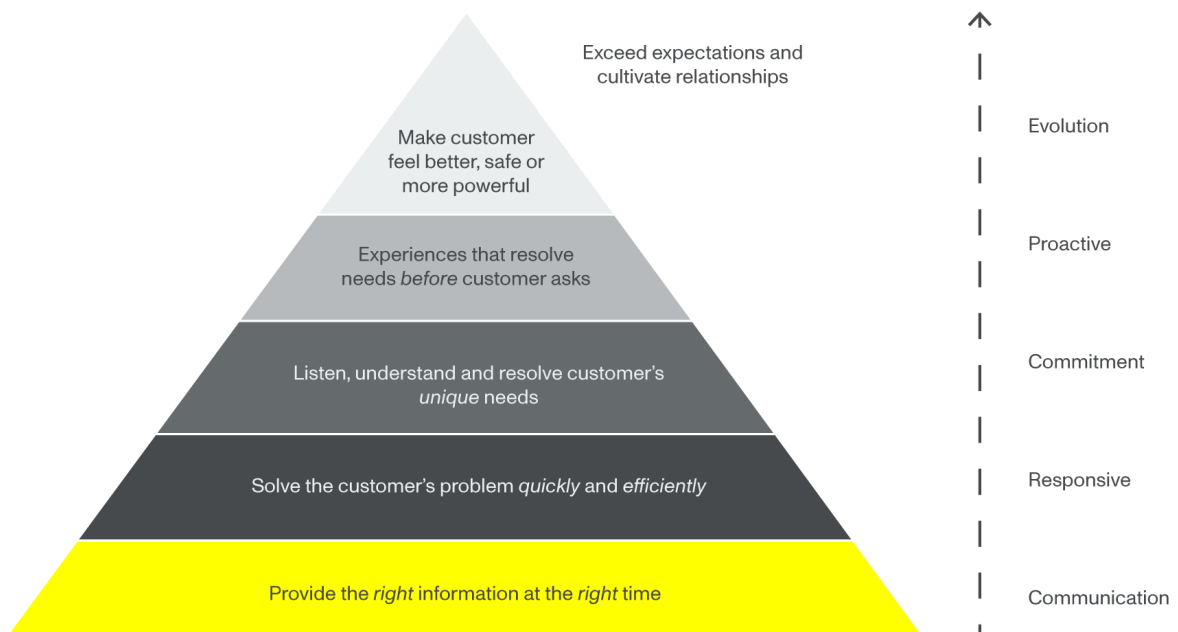 Exceed expectations and
cultivate relationships
Make customer
feel better, safe or
more powerful
Evolution
Experiences that resolve
needs before customer asks
Proactive
Listen, understand and resolve customer’s
unique needs
Commitment
Solve the customer’s problem quickly and efficiently
Responsive
Provide the right information at the right time
Communication